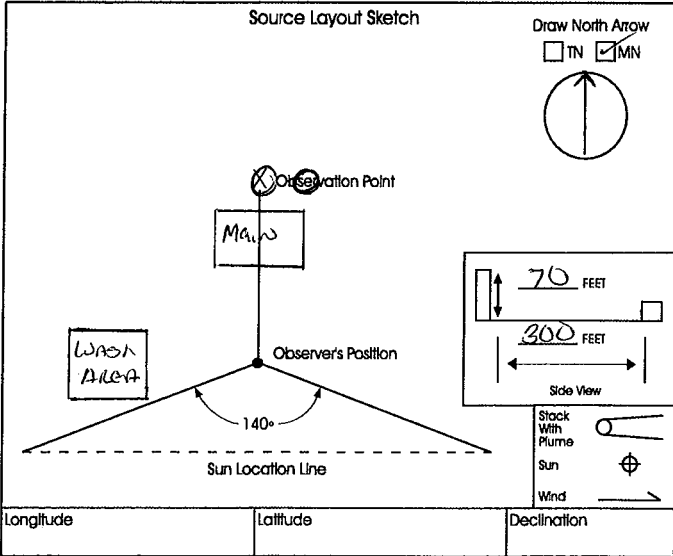 Source Layout Sketch
Draw North Arrow
TN MN
X Observation Point
Main
70 FEET
300 FEET
Side View
WASH
AREA
Observer's Position
140°
Sun Location Line
Stack
With
Plume
Sun
Wind
Longitude Latitude Declination